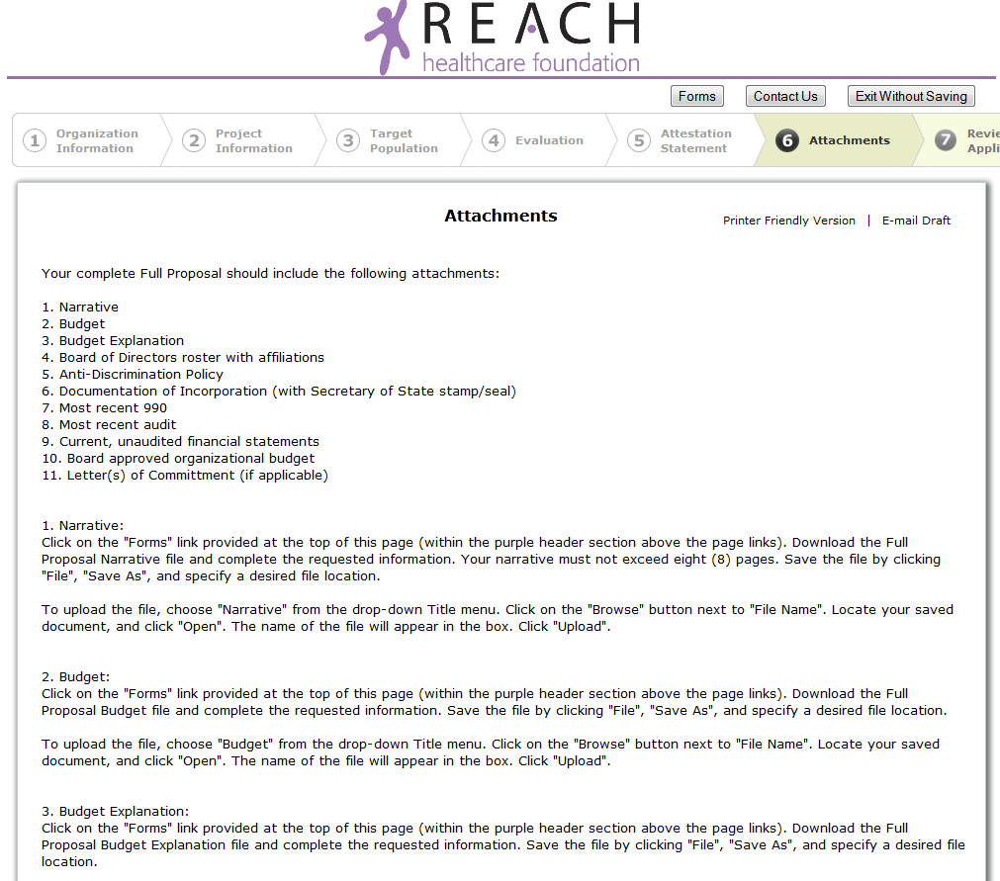 REACH
healthcare foundation
Forms
Contact Us
Exit Without Saving
1 Organization Information
2 Project Information
3 Target Population
4 Evaluation
5 Attestation Statement
6 Attachments
7
Attachments
Printer Friendly Version | E-mail Draft
Your complete Full Proposal should include the following attachments:
1. Narrative
2. Budget
3. Budget Explanation
4. Board of Directors roster with affiliations
5. Anti-Discrimination Policy
6. Documentation of Incorporation (with Secretary of State stamp/seal)
7. Most recent 990
8. Most recent audit
9. Current, unaudited financial statements
10. Board approved organizational budget
11. Letter(s) of Committment (if applicable)
1. Narrative:
Click on the "Forms" link provided at the top of this page (within the purple header section above the page links). Download the Full
Proposal Narrative file and complete the requested information. Your narrative must not exceed eight (8) pages. Save the file by clicking
"File", "Save As", and specify a desired file location.
To upload the file, choose "Narrative" from the drop-down Title menu. Click on the "Browse" button next to "File Name". Locate your saved
document, and click "Open". The name of the file will appear in the box. Click "Upload".
2. Budget:
Click on the "Forms" link provided at the top of this page (within the purple header section above the page links). Download the Full
Proposal Budget file and complete the requested information. Save the file by clicking "File", "Save As", and specify a desired file location.
To upload the file, choose "Budget" from the drop-down Title menu. Click on the "Browse" button next to "File Name". Locate your saved
document, and click "Open". The name of the file will appear in the box. Click "Upload".
3. Budget Explanation:
Click on the "Forms" link provided at the top of this page (within the purple header section above the page links). Download the Full
Proposal Budget Explanation file and complete the requested information. Save the file by clicking "File", "Save As", and specify a desired file
location.